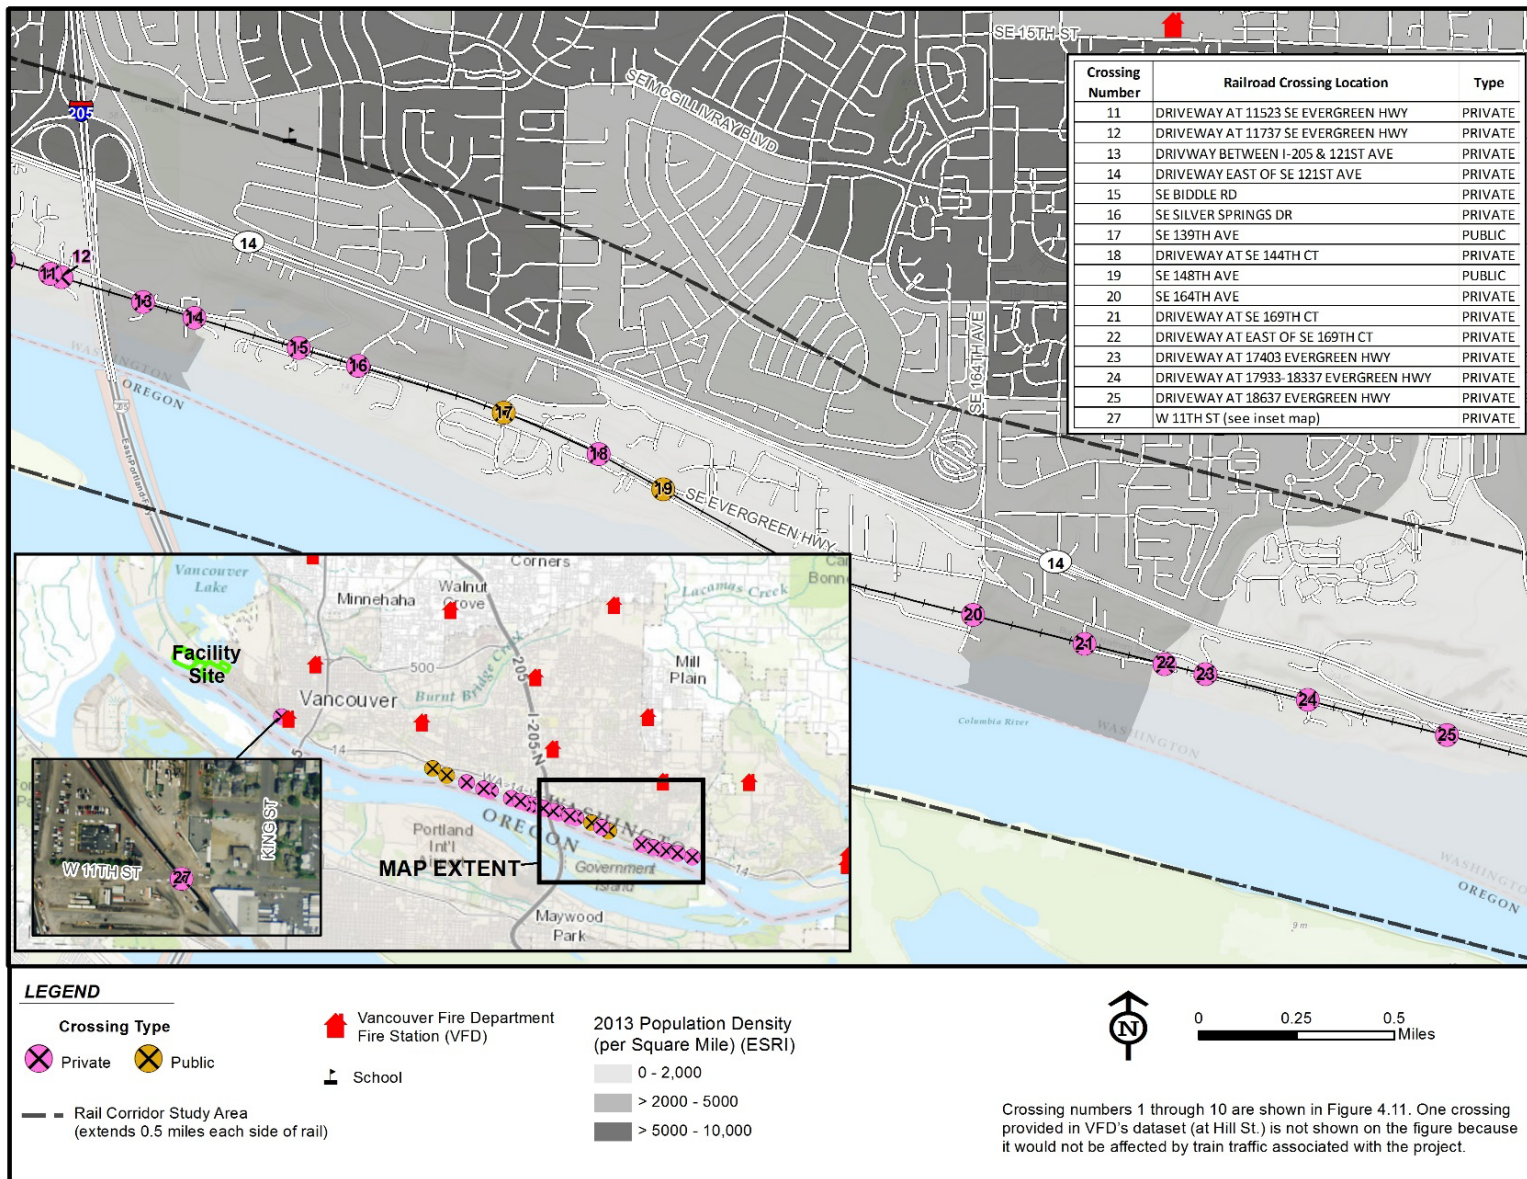 SE 15TH ST
SE MCGILLIVRAY BLVD
205
14
12
11
13
14
15
16
17
18
19
SE 164TH AVE
SE EVERGREEN HWY
WASHINGTON
OREGON
205
East Portland Fwy
14
20
21
22
23
24
25
Columbia River
WASHINGTON
WASHINGTON
OREGON
9 m
Crossing Number Railroad Crossing Location Type
11 DRIVEWAY AT 11523 SE EVERGREEN HWY PRIVATE
12 DRIVEWAY AT 11737 SE EVERGREEN HWY PRIVATE
13 DRIVWAY BETWEEN I-205 & 121ST AVE PRIVATE
14 DRIVEWAY EAST OF SE 121ST AVE PRIVATE
15 SE BIDDLE RD PRIVATE
16 SE SILVER SPRINGS DR PRIVATE
17 SE 139TH AVE PUBLIC
18 DRIVEWAY AT SE 144TH CT PRIVATE
19 SE 148TH AVE PUBLIC
20 SE 164TH AVE PRIVATE
21 DRIVEWAY AT SE 169TH CT PRIVATE
22 DRIVEWAY AT EAST OF SE 169TH CT PRIVATE
23 DRIVEWAY AT 17403 EVERGREEN HWY PRIVATE
24 DRIVEWAY AT 17933-18337 EVERGREEN HWY PRIVATE
25 DRIVEWAY AT 18637 EVERGREEN HWY PRIVATE
27 W 11TH ST (see inset map) PRIVATE
Vancouver
Lake
Minnehaha
Walnut
Grove
Corners
Lacamas Creek
Facility
Site
500
205
Mill
Plain
Vancouver
Burnt Bridge Creek
I-205-N
14
WASHINGTON
OREGON
Portland
Int'l
MAP EXTENT
Government
Island
14
Maywood
Park
W 11TH ST
KING ST
27
LEGEND
Crossing Type
Private
Public
Rail Corridor Study Area
(extends 0.5 miles each side of rail)
Vancouver Fire Department
Fire Station (VFD)
School
2013 Population Density
(per Square Mile) (ESRI)
0 - 2,000
> 2000 - 5000
> 5000 - 10,000
N
0 0.25 0.5
Miles
Crossing numbers 1 through 10 are shown in Figure 4.11. One crossing
provided in VFD's dataset (at Hill St.) is not shown on the figure because
it would not be affected by train traffic associated with the project.